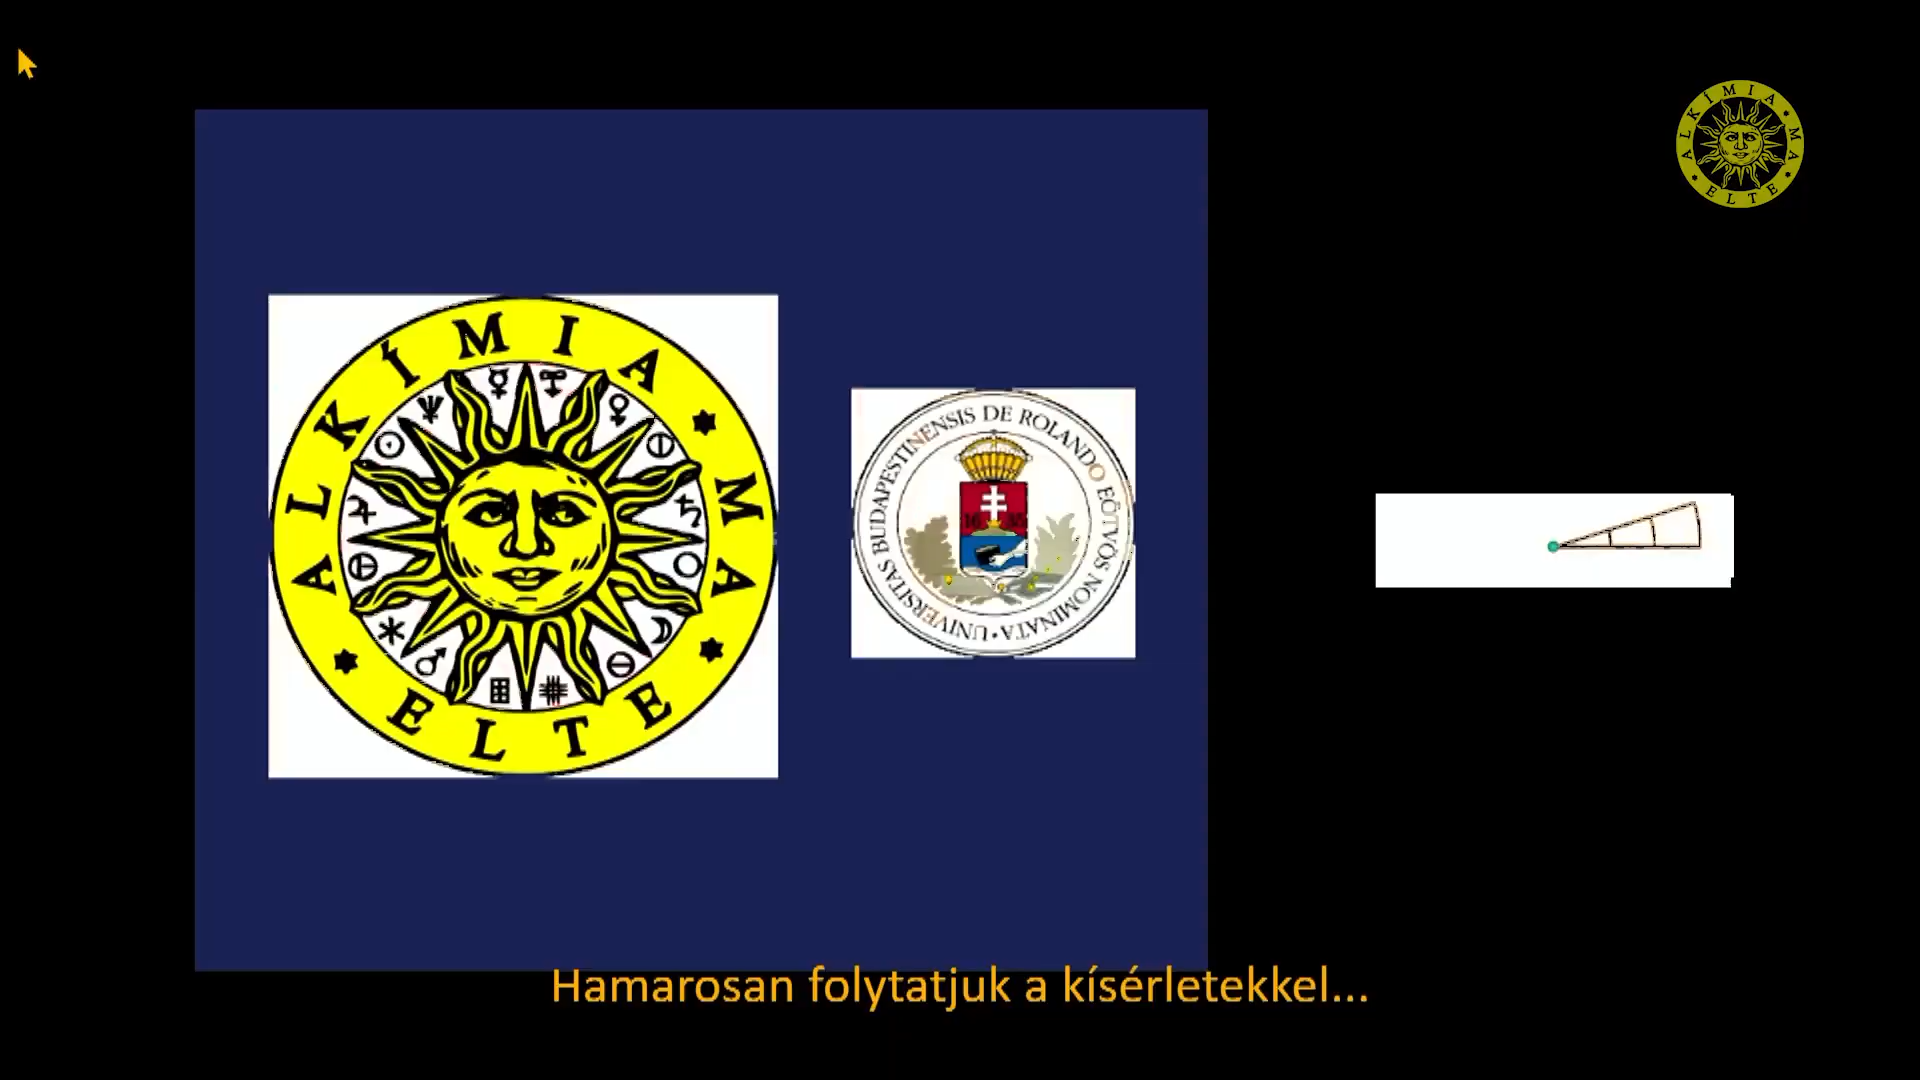 ALKÍMIA MA
ELTE
UNIVERSITAS BUDAPESTINENSIS DE ROLANDO EÖTVÖS NOMINATA
16 35
ALKÍMIA MA
ELTE
Hamarosan folytatjuk a kísérletekkel...